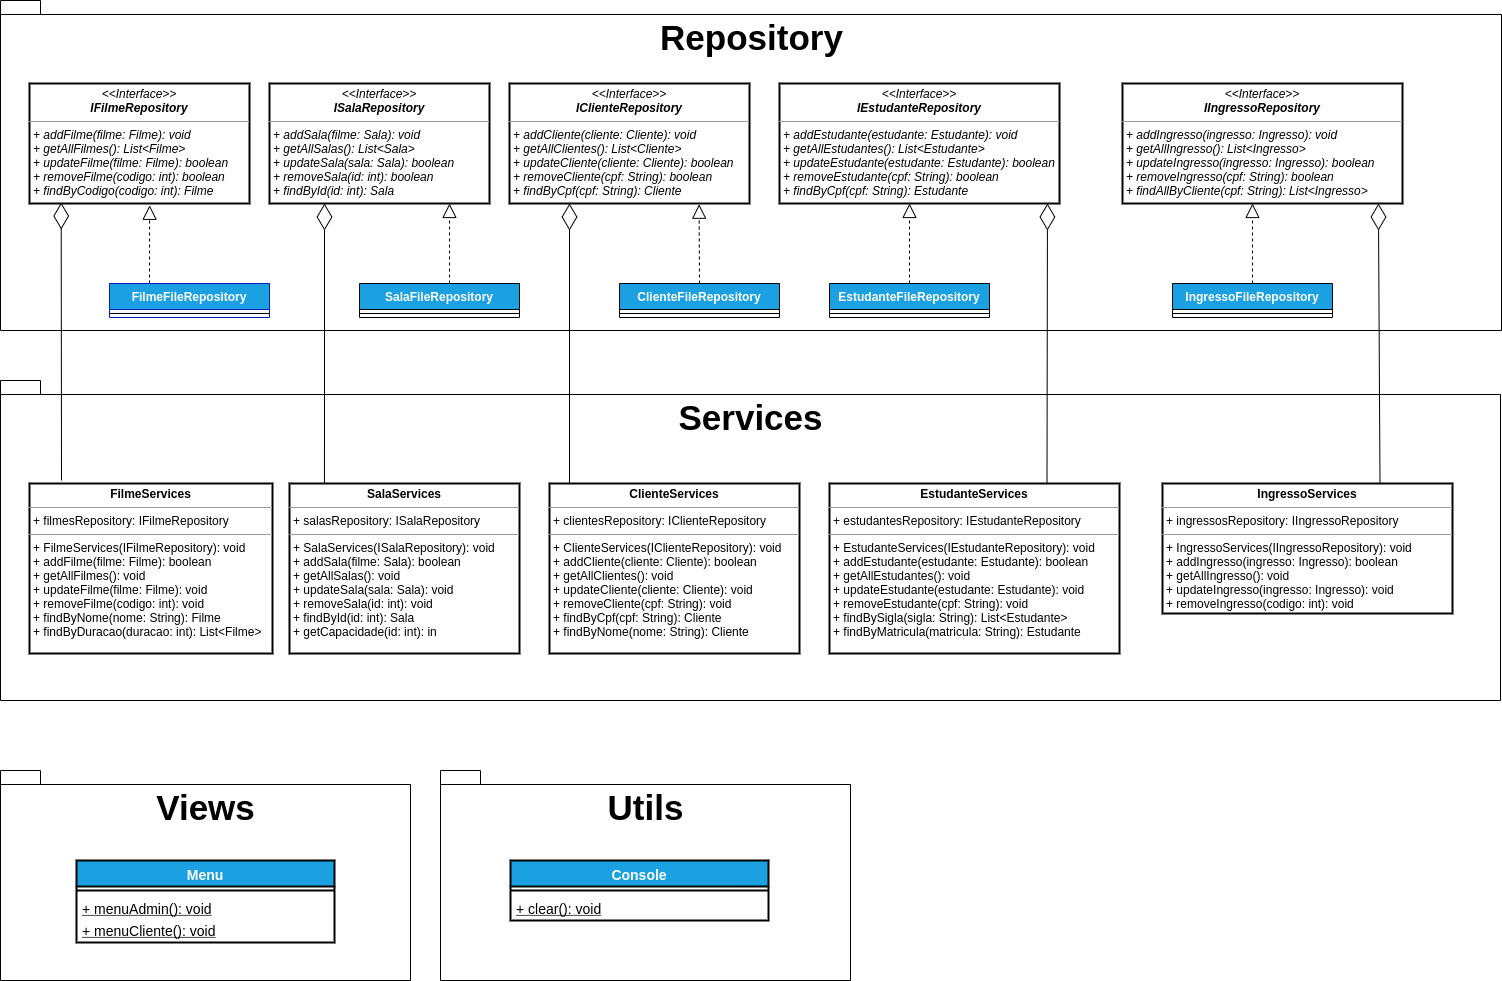 Repository
<<Interface>>
IFilmeRepository
+ addFilme(filme: Filme): void
+ getAllFilmes(): List<Filme>
+ updateFilme(filme: Filme): boolean
+ removeFilme(codigo: int): boolean
+ findByCodigo(codigo: int): Filme
<<Interface>>
ISalaRepository
+ addSala(filme: Sala): void
+ getAllSalas(): List<Sala>
+ updateSala(sala: Sala): boolean
+ removeSala(id: int): boolean
+ findById(id: int): Sala
<<Interface>>
IClienteRepository
+ addCliente(cliente: Cliente): void
+ getAllClientes(): List<Cliente>
+ updateCliente(cliente: Cliente): boolean
+ removeCliente(cpf: String): boolean
+ findByCpf(cpf: String): Cliente
<<Interface>>
IEstudanteRepository
+ addEstudante(estudante: Estudante): void
+ getAllEstudantes(): List<Estudante>
+ updateEstudante(estudante: Estudante): boolean
+ removeEstudante(cpf: String): boolean
+ findByCpf(cpf: String): Estudante
<<Interface>>
IIngressoRepository
+ addIngresso(ingresso: Ingresso): void
+ getAllIngresso(): List<Ingresso>
+ updateIngresso(ingresso: Ingresso): boolean
+ removeIngresso(cpf: String): boolean
+ findAllByCliente(cpf: String): List<Ingresso>
FilmeFileRepository
SalaFileRepository
ClienteFileRepository
EstudanteFileRepository
IngressoFileRepository
Services
FilmeServices
+ filmesRepository: IFilmeRepository
+ FilmeServices(IFilmeRepository): void
+ addFilme(filme: Filme): boolean
+ getAllFilmes(): void
+ updateFilme(filme: Filme): void
+ removeFilme(codigo: int): void
+ findByNome(nome: String): Filme
+ findByDuracao(duracao: int): List<Filme>
SalaServices
+ salasRepository: ISalaRepository
+ SalaServices(ISalaRepository): void
+ addSala(filme: Sala): boolean
+ getAllSalas(): void
+ updateSala(sala: Sala): void
+ removeSala(id: int): void
+ findById(id: int): Sala
+ getCapacidade(id: int): in
ClienteServices
+ clientesRepository: IClienteRepository
+ ClienteServices(IClienteRepository): void
+ addCliente(cliente: Cliente): boolean
+ getAllClientes(): void
+ updateCliente(cliente: Cliente): void
+ removeCliente(cpf: String): void
+ findByCpf(cpf: String): Cliente
+ findByNome(nome: String): Cliente
EstudanteServices
+ estudantesRepository: IEstudanteRepository
+ EstudanteServices(IEstudanteRepository): void
+ addEstudante(estudante: Estudante): boolean
+ getAllEstudantes(): void
+ updateEstudante(estudante: Estudante): void
+ removeEstudante(cpf: String): void
+ findBySigla(sigla: String): List<Estudante>
+ findByMatricula(matricula: String): Estudante
IngressoServices
+ ingressosRepository: IIngressoRepository
+ IngressoServices(IIngressoRepository): void
+ addIngresso(ingresso: Ingresso): boolean
+ getAllIngresso(): void
+ updateIngresso(ingresso: Ingresso): void
+ removeIngresso(codigo: int): void
Views
Menu
+ menuAdmin(): void
+ menuCliente(): void
Utils
Console
+ clear(): void